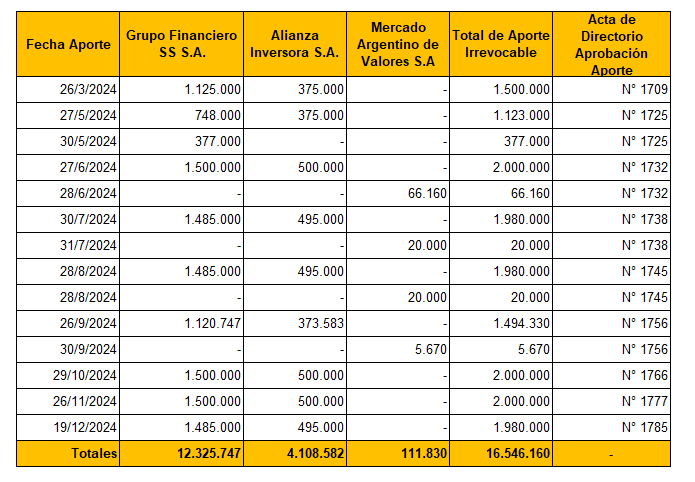 Fecha Aporte Grupo Financiero SS S.A. Alianza Inversora S.A. Mercado Argentino de Valores S.A Total de Aporte Irrevocable Acta de Directorio Aprobación Aporte
26/3/2024 1.125.000 375.000 - 1.500.000 N° 1709
27/5/2024 748.000 375.000 - 1.123.000 N° 1725
30/5/2024 377.000 - - 377.000 N° 1725
27/6/2024 1.500.000 500.000 - 2.000.000 N° 1732
28/6/2024 - - 66.160 66.160 N° 1732
30/7/2024 1.485.000 495.000 - 1.980.000 N° 1738
31/7/2024 - - 20.000 20.000 N° 1738
28/8/2024 1.485.000 495.000 - 1.980.000 N° 1745
28/8/2024 - - 20.000 20.000 N° 1745
26/9/2024 1.120.747 373.583 - 1.494.330 N° 1756
30/9/2024 - - 5.670 5.670 N° 1756
29/10/2024 1.500.000 500.000 - 2.000.000 N° 1766
26/11/2024 1.500.000 500.000 - 2.000.000 N° 1777
19/12/2024 1.485.000 495.000 - 1.980.000 N° 1785
Totales 12.325.747 4.108.582 111.830 16.546.160 -